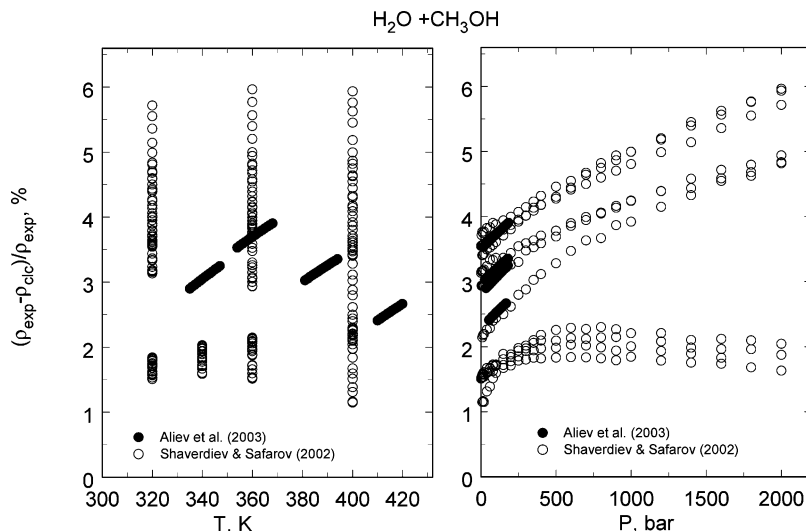 H2O +CH3OH
(ρexp-ρclc)/ρexp, %
6
5
4
3
2
1
0
● Aliev et al. (2003)
○ Shaverdiev & Safarov (2002)
300 320 340 360 380 400 420
T, K
6
5
4
3
2
1
0
● Aliev et al. (2003)
○ Shaverdiev & Safarov (2002)
0 500 1000 1500 2000
P, bar